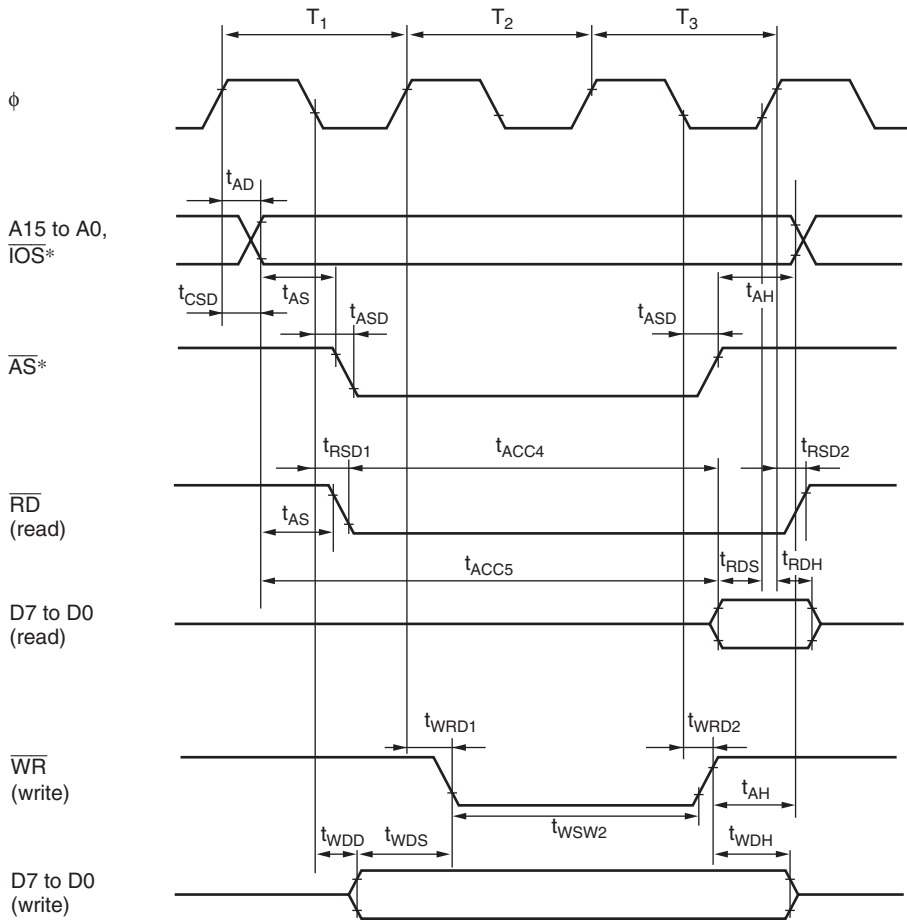 T1 T2 T3
ϕ
tAD
A15 to A0,
IOS*
tCSD tAS tASD tASD tAH
AS*
tRSD1 tACC4 tRSD2
RD
(read)
tAS
tACC5 tRDS tRDH
D7 to D0
(read)
tWRD1 tWRD2
WR
(write)
tAH
tWSW2
tWDD tWDS tWDH
D7 to D0
(write)